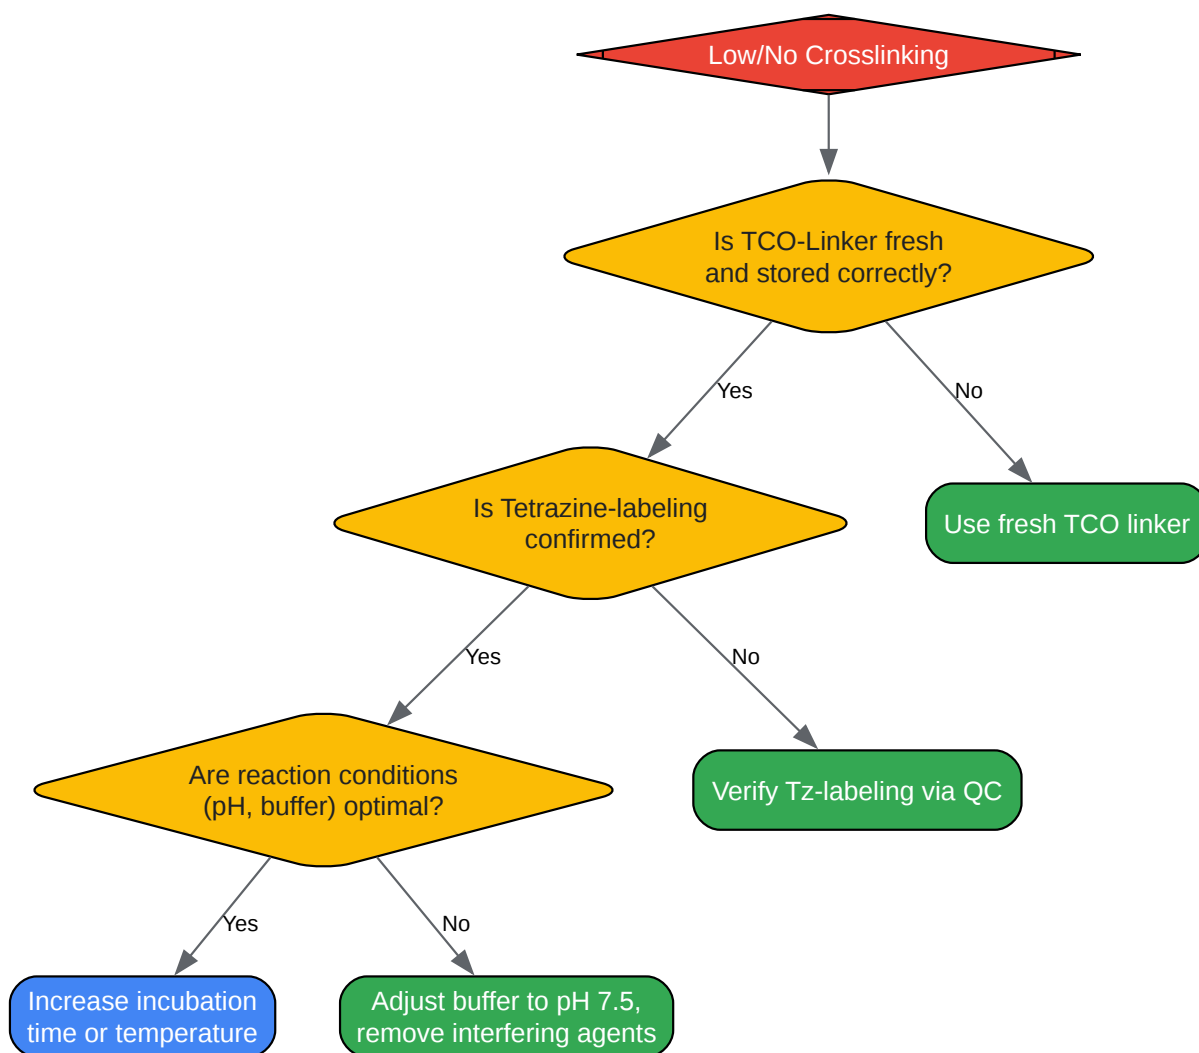 Low/No Crosslinking
Is TCO-Linker fresh
and stored correctly?
Yes
No
Is Tetrazine-labeling
confirmed?
Use fresh TCO linker
Yes
No
Are reaction conditions
(pH, buffer) optimal?
Verify Tz-labeling via QC
Yes
No
Increase incubation
time or temperature
Adjust buffer to pH 7.5,
remove interfering agents